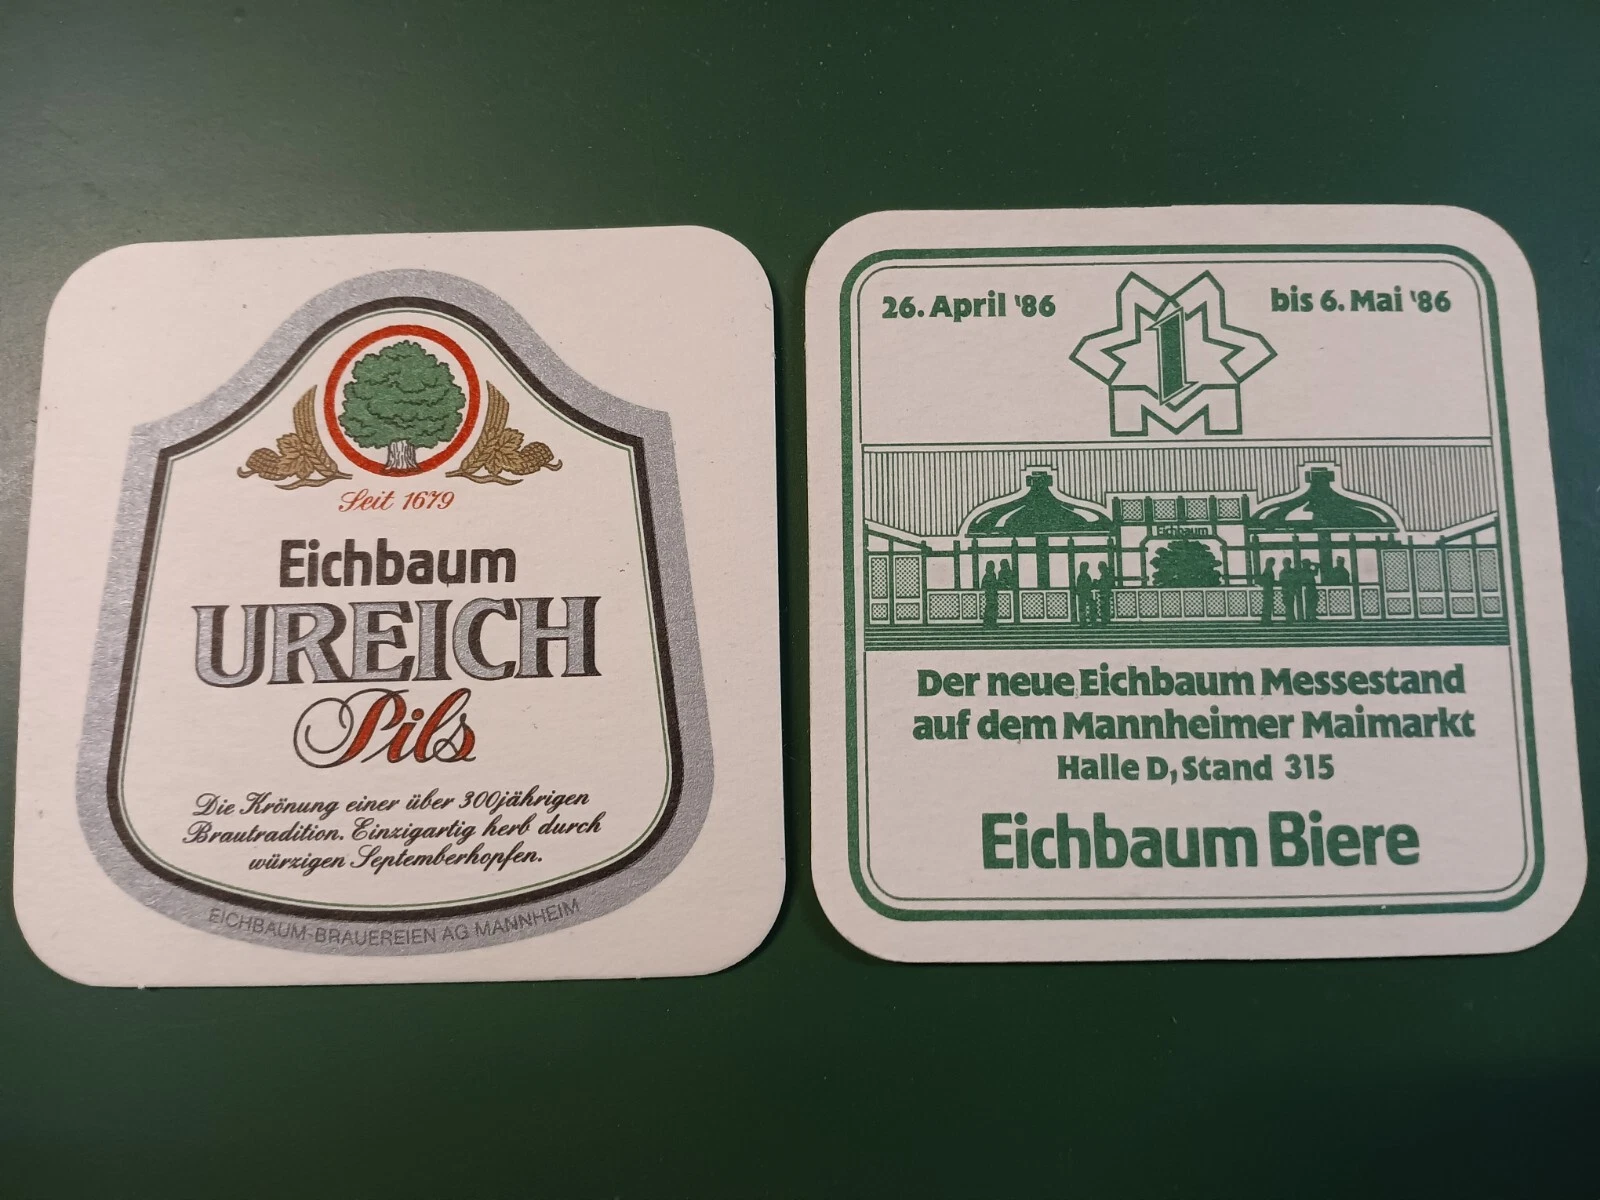 Seit 1679
Eichbaum
UREICH
Pils
Die Krönung einer über 300jährigen
Brautradition. Einzigartig herb durch
würzigen Septemberhopfen.
EICHBAUM-BRAUEREIEN AG MANNHEIM
26. April '86
bis 6. Mai '86
M
1
Eichbaum
Der neue Eichbaum Messestand
auf dem Mannheimer Maimarkt
Halle D, Stand 315
Eichbaum Biere